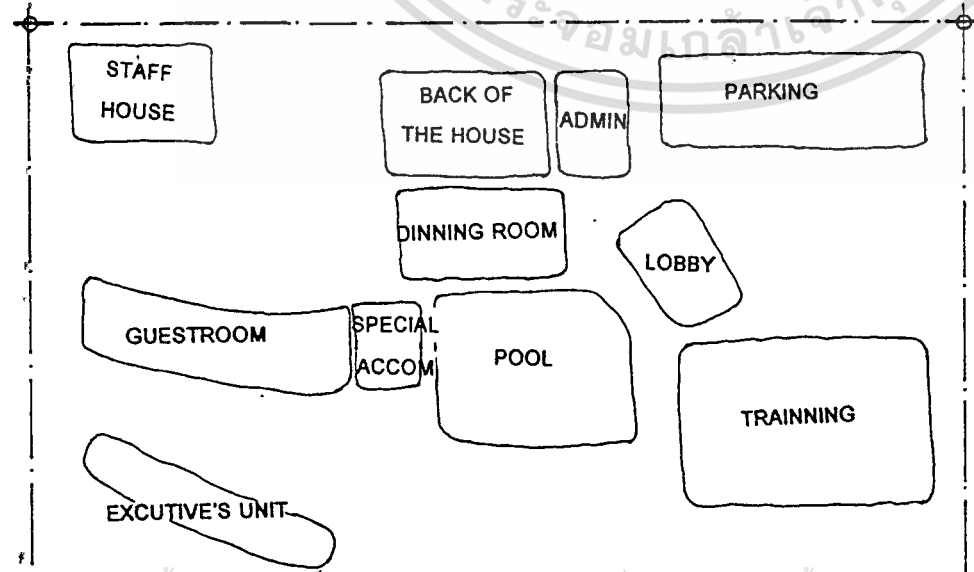 STAFF
HOUSE
BACK OF
THE HOUSE
ADMIN
PARKING
DINNING ROOM
LOBBY
GUESTROOM
SPECIAL
ACCOM
POOL
TRAINNING
EXCUTIVE'S UNIT